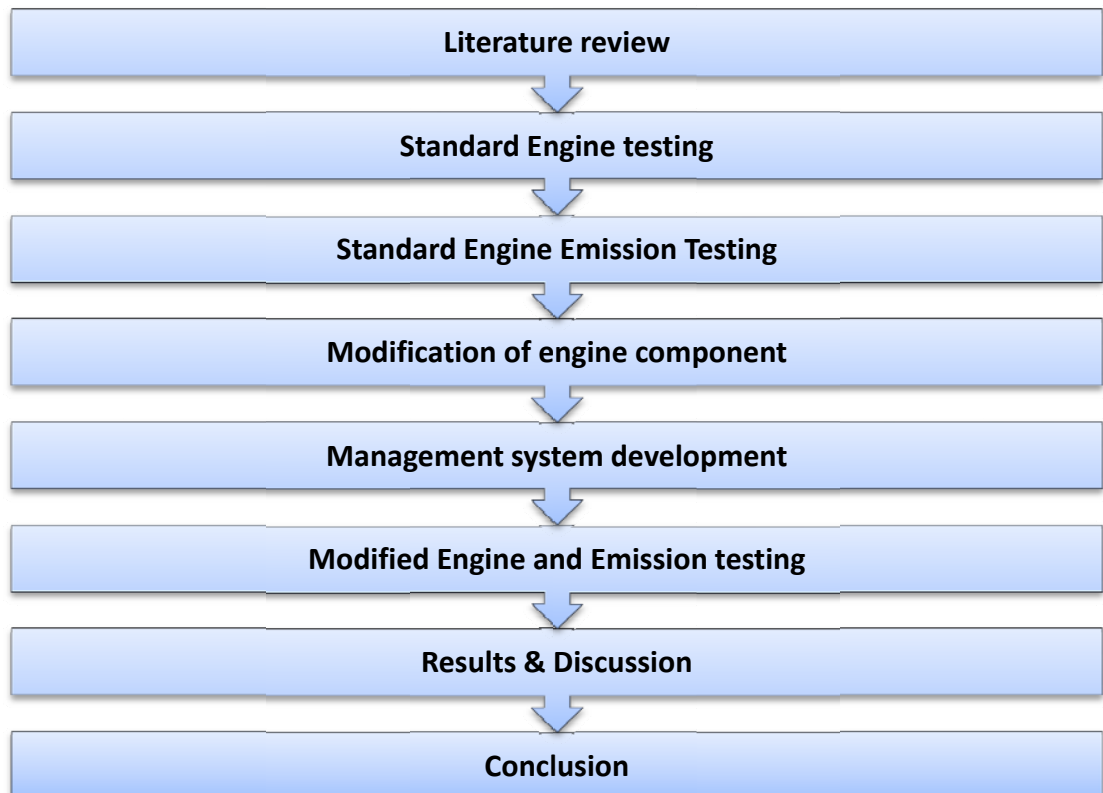 Literature review
Standard Engine testing
Standard Engine Emission Testing
Modification of engine component
Management system development
Modified Engine and Emission testing
Results & Discussion
Conclusion